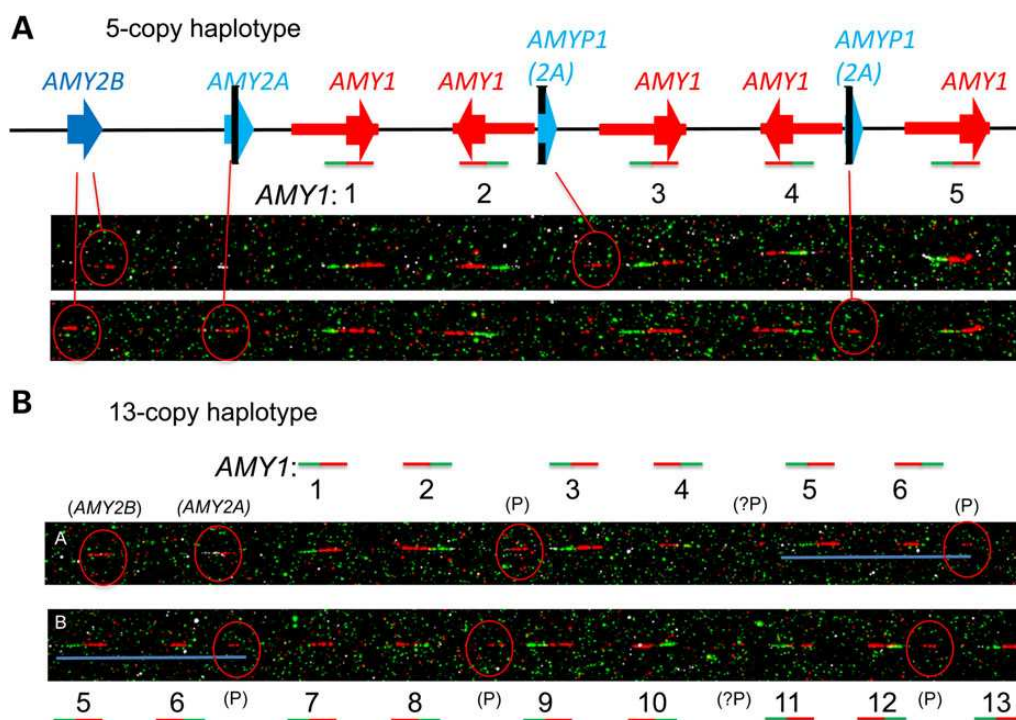 A
5-copy haplotype
AMY2B AMY2A AMY1 AMY1 AMYP1 (2A) AMY1 AMY1 AMYP1 (2A) AMY1
AMY1: 1 2 3 4 5
B
13-copy haplotype
AMY1:
1 2 3 4 5 6
(AMY2B) (AMY2A) (P) (?P) (P)
A
B
5 6 (P) 7 8 (P) 9 10 (?P) 11 12 (P) 13